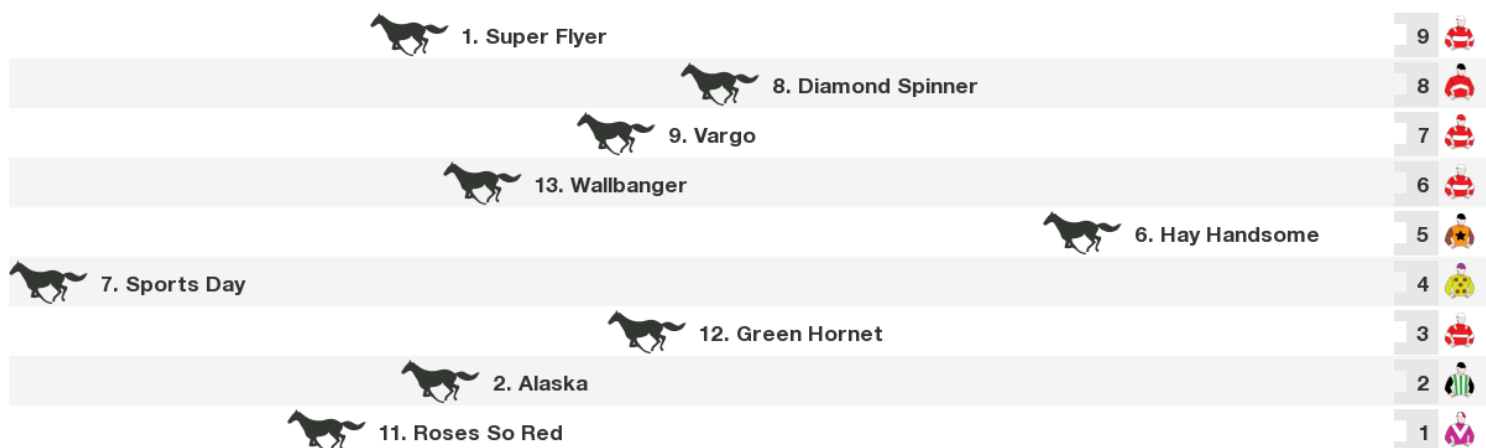 1. Super Flyer 9
8. Diamond Spinner 8
9. Vargo 7
13. Wallbanger 6
6. Hay Handsome 5
7. Sports Day 4
12. Green Hornet 3
2. Alaska 2
11. Roses So Red 1